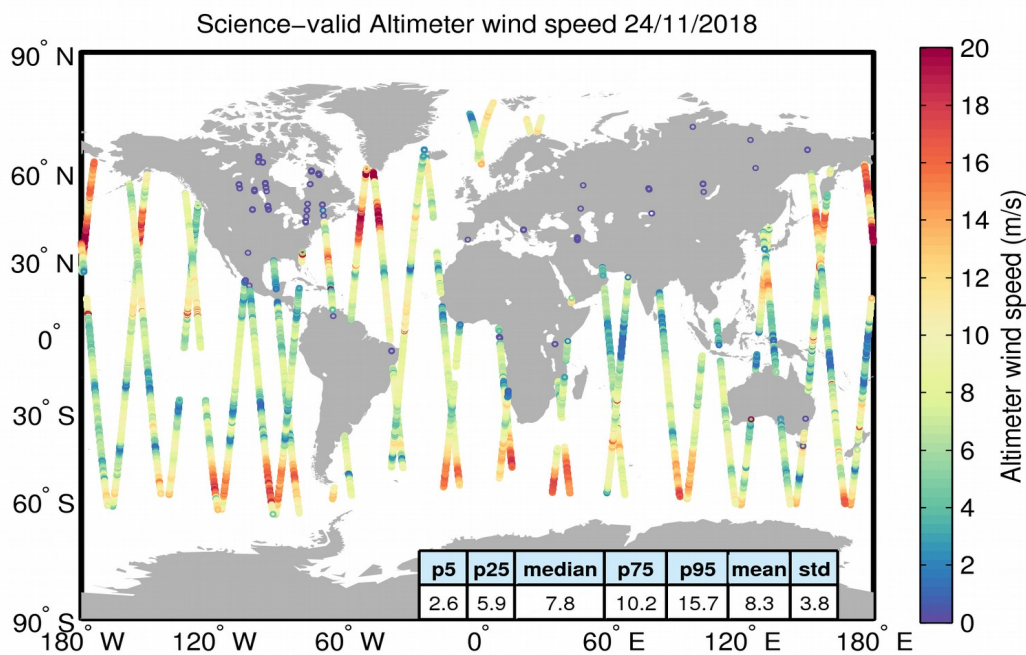 Science−valid Altimeter wind speed 24/11/2018
90° N
60° N
30° N
0°
30° S
60° S
90° S
180° W
120° W
60° W
0°
60° E
120° E
180° E
p5 p25 median p75 p95 mean std
2.6 5.9 7.8 10.2 15.7 8.3 3.8
20
18
16
14
12
10
8
6
4
2
0
Altimeter wind speed (m/s)